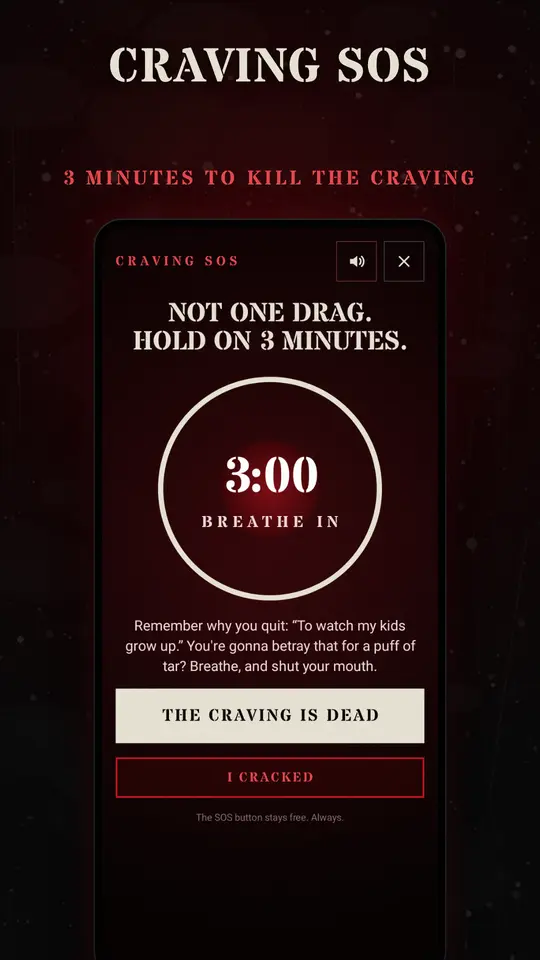 CRAVING SOS
3 MINUTES TO KILL THE CRAVING
CRAVING SOS
NOT ONE DRAG.
HOLD ON 3 MINUTES.
3:00
BREATHE IN
Remember why you quit: “To watch my kids
grow up.” You're gonna betray that for a puff of
tar? Breathe, and shut your mouth.
THE CRAVING IS DEAD
I CRACKED
The SOS button stays free. Always.